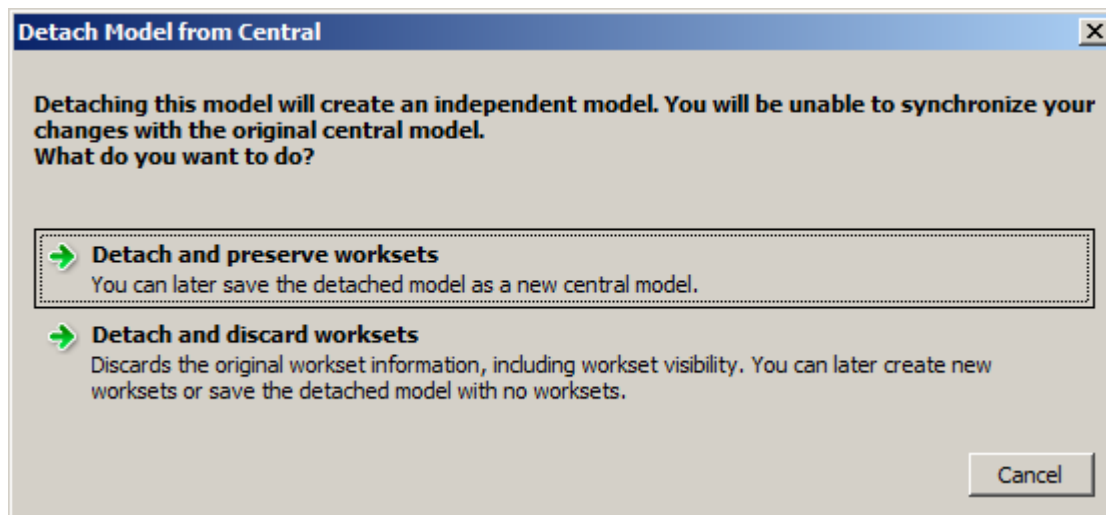 Detach Model from Central
Detaching this model will create an independent model. You will be unable to synchronize your
changes with the original central model.
What do you want to do?
Detach and preserve worksets
You can later save the detached model as a new central model.
Detach and discard worksets
Discards the original workset information, including workset visibility. You can later create new
worksets or save the detached model with no worksets.
Cancel